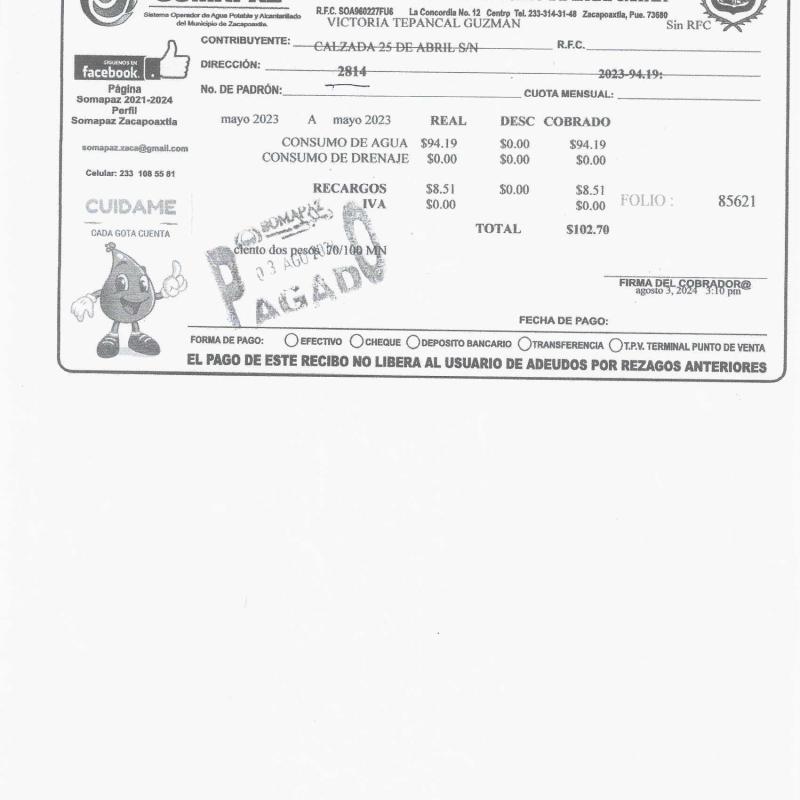 Sistema Operador de Agua Potable y Alcantarillado
del Municipio de Zacapoaxtla.
R.F.C. SOA960227FU6 La Concordia No. 12 Centro Tel. 233-314-31-48 Zacapoaxtla, Pue. 73680
VICTORIA TEPANCAL GUZMAN Sin RFC
CONTRIBUYENTE: CALZADA 25 DE ABRIL S/N R.F.C.
SIGUENOS EN
facebook.
DIRECCIÓN: 2814 2023-94.19:
No. DE PADRÓN: CUOTA MENSUAL:
Página
Somapaz 2021-2024
Perfil
Somapaz Zacapoaxtla
mayo 2023 A mayo 2023 REAL DESC COBRADO
somapaz.zaca@gmail.com
CONSUMO DE AGUA $94.19 $0.00 $94.19
CONSUMO DE DRENAJE $0.00 $0.00 $0.00
Celular: 233 108 55 81
RECARGOS $8.51 $0.00 $8.51
IVA $0.00 $0.00
FOLIO : 85621
CUIDAME
CADA GOTA CUENTA
TOTAL $102.70
SOMAPAZ
ciento dos pesos 70/100 MN
03 AGO
PAGADO
FIRMA DEL COBRADOR@
agosto 3, 2024 3:10 pm
FECHA DE PAGO:
FORMA DE PAGO: EFECTIVO CHEQUE DEPOSITO BANCARIO TRANSFERENCIA T.P.V. TERMINAL PUNTO DE VENTA
EL PAGO DE ESTE RECIBO NO LIBERA AL USUARIO DE ADEUDOS POR REZAGOS ANTERIORES